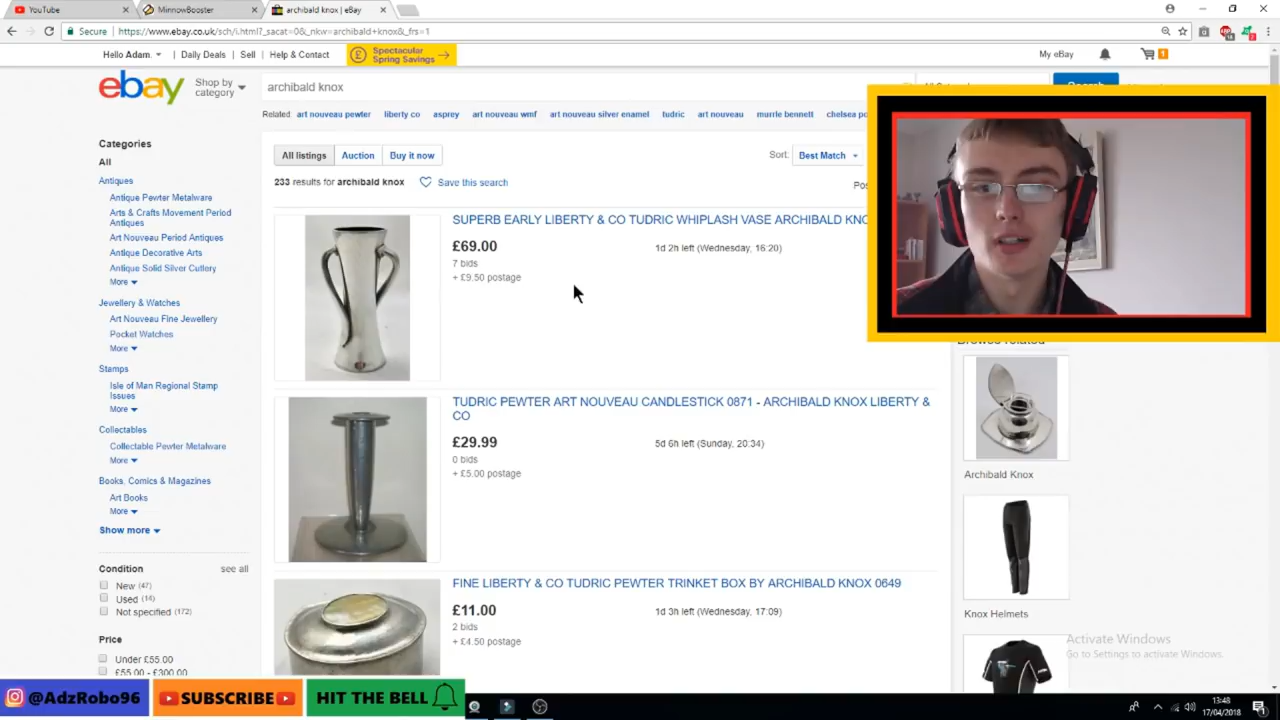 YouTube
MinnowBooster
archibald knox | eBay
Secure | https://www.ebay.co.uk/sch/i.html?_sacat=0&_nkw=archibald+knox&_frs=1
Hello Adam. | Daily Deals | Sell | Help & Contact
£ Spectacular Spring Savings →
My eBay
1
ebay
Shop by category
archibald knox
Related: art nouveau pewter liberty co asprey art nouveau wmf art nouveau silver enamel tudric art nouveau murrle bennett
All listings Auction Buy it now
Sort: Best Match
233 results for archibald knox Save this search
Categories
All
Antiques
Antique Pewter Metalware
Arts & Crafts Movement Period
Antiques
Art Nouveau Period Antiques
Antique Decorative Arts
Antique Solid Silver Cutlery
More
Jewellery & Watches
Art Nouveau Fine Jewellery
Pocket Watches
More
Stamps
Isle of Man Regional Stamp
Issues
More
Collectables
Collectable Pewter Metalware
More
Books, Comics & Magazines
Art Books
More
Show more
Condition see all
New (47)
Used (14)
Not specified (172)
Price
Under £55.00
£55.00 - £300.00
SUPERB EARLY LIBERTY & CO TUDRIC WHIPLASH VASE ARCHIBALD
£69.00
1d 2h left (Wednesday, 16:20)
7 bids
+ £9.50 postage
TUDRIC PEWTER ART NOUVEAU CANDLESTICK 0871 - ARCHIBALD KNOX LIBERTY &
CO
£29.99
5d 6h left (Sunday, 20:34)
0 bids
+ £5.00 postage
FINE LIBERTY & CO TUDRIC PEWTER TRINKET BOX BY ARCHIBALD KNOX 0649
£11.00
1d 3h left (Wednesday, 17:09)
2 bids
+ £4.50 postage
Archibald Knox
Knox Helmets
Activate Windows
Go to Settings to activate Windows.
@AdzRobo96
SUBSCRIBE
HIT THE BELL
13:48
17/04/2018